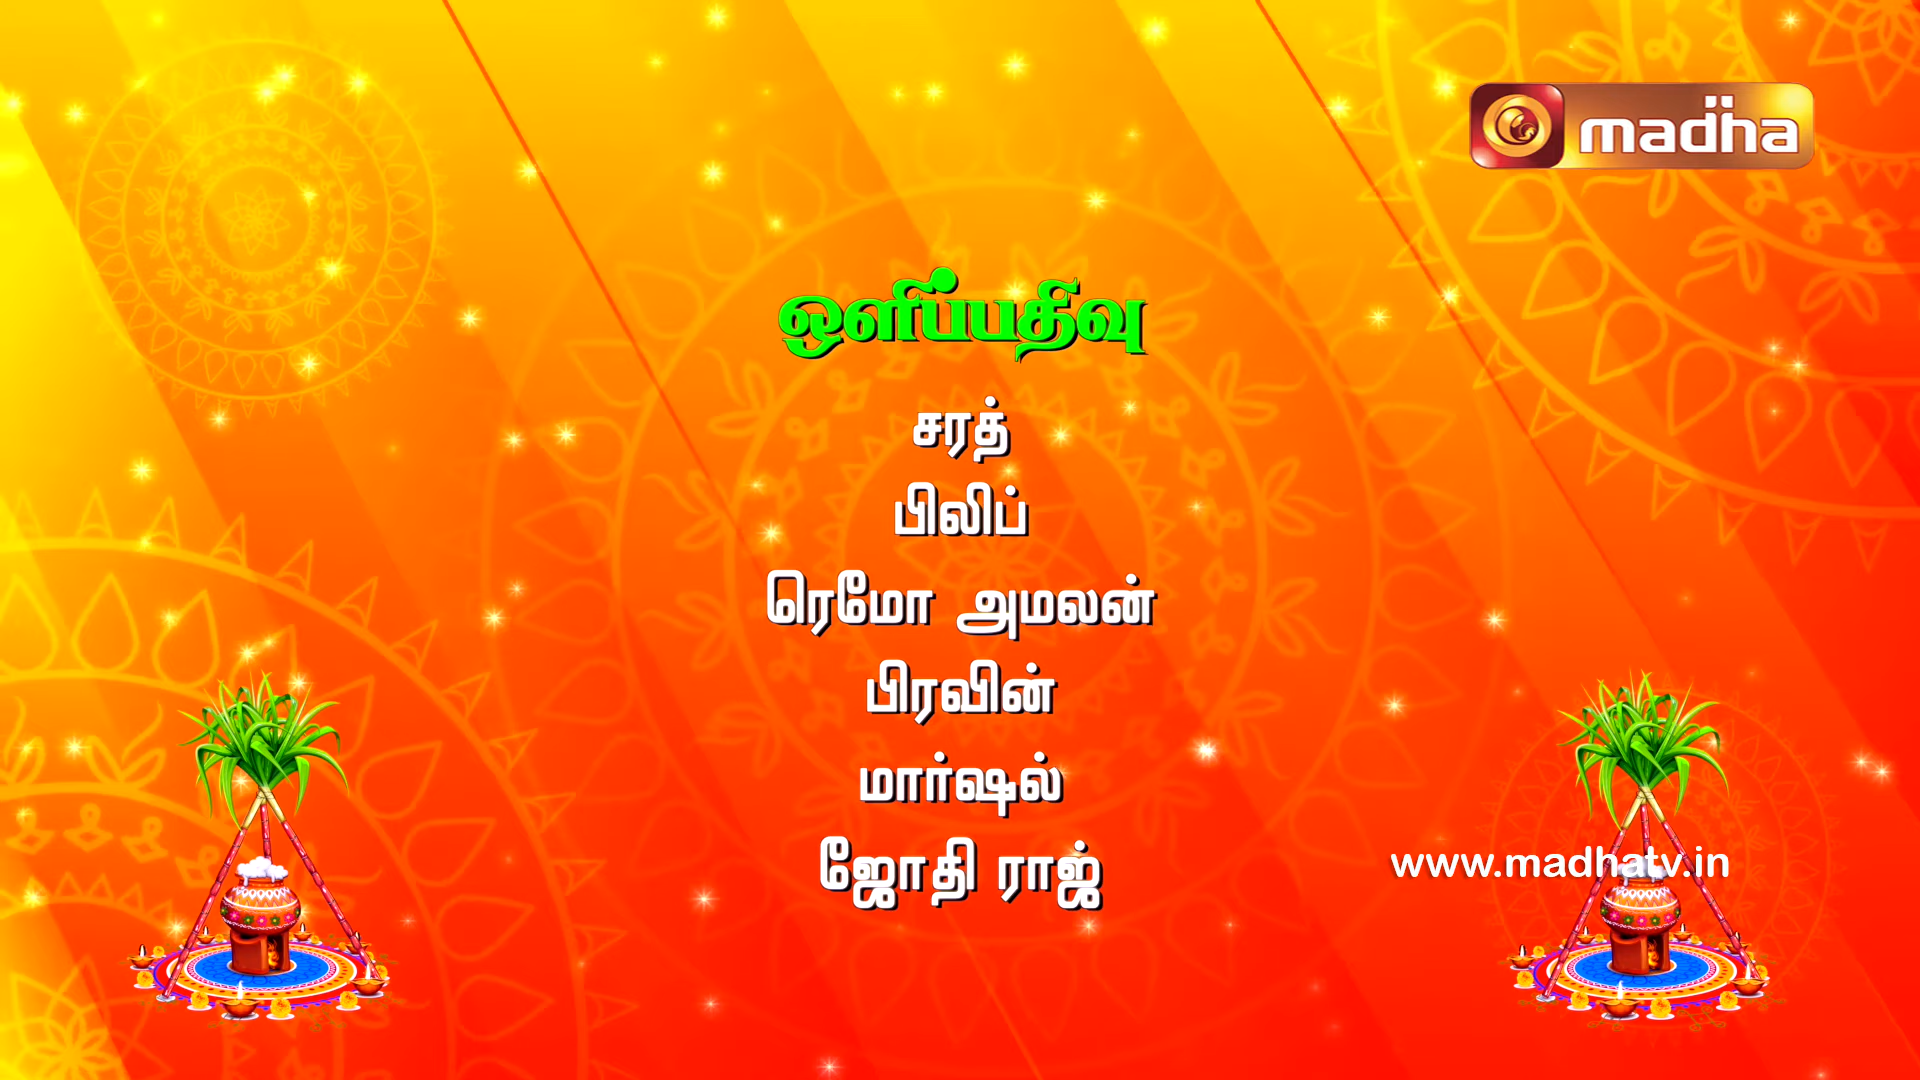 madha
ஒளிப்பதிவு
சரத்
பிலிப்
ரெமோ அமலன்
பிரவின்
மார்ஷல்
ஜோதி ராஜ்
www.madhatv.in